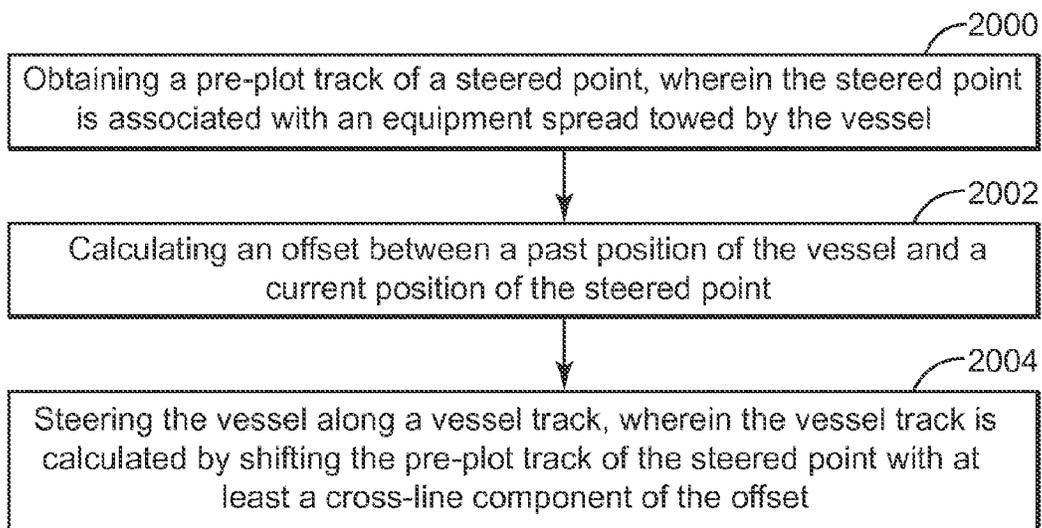 2000
Obtaining a pre-plot track of a steered point, wherein the steered point
is associated with an equipment spread towed by the vessel
2002
Calculating an offset between a past position of the vessel and a
current position of the steered point
2004
Steering the vessel along a vessel track, wherein the vessel track is
calculated by shifting the pre-plot track of the steered point with at
least a cross-line component of the offset